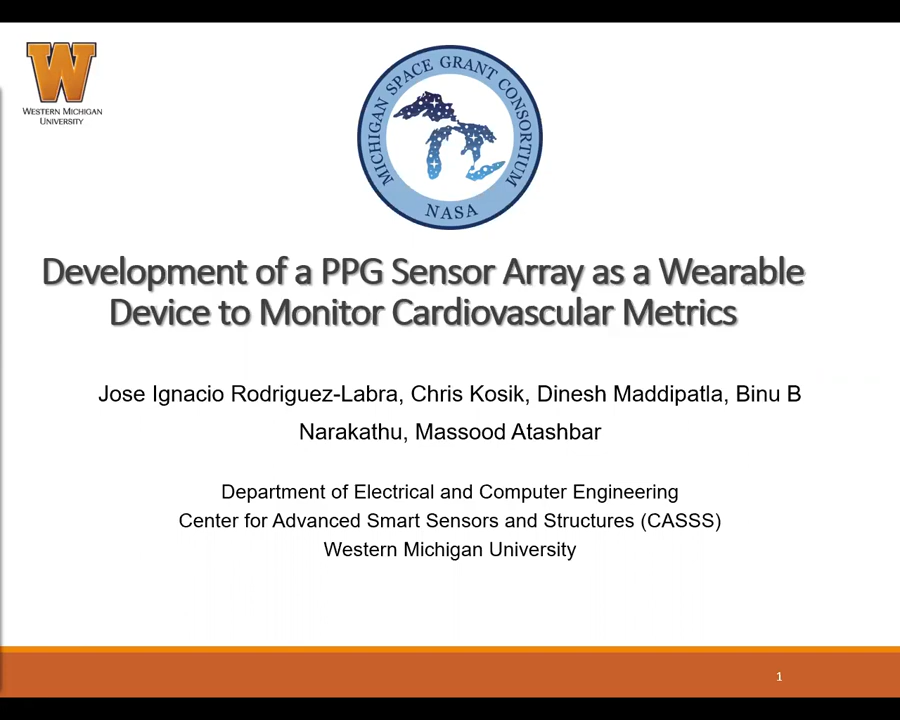 W
WESTERN MICHIGAN
UNIVERSITY
MICHIGAN SPACE GRANT CONSORTIUM
NASA
Development of a PPG Sensor Array as a Wearable
Device to Monitor Cardiovascular Metrics
Jose Ignacio Rodriguez-Labra, Chris Kosik, Dinesh Maddipatla, Binu B
Narakathu, Massood Atashbar
Department of Electrical and Computer Engineering
Center for Advanced Smart Sensors and Structures (CASSS)
Western Michigan University
1